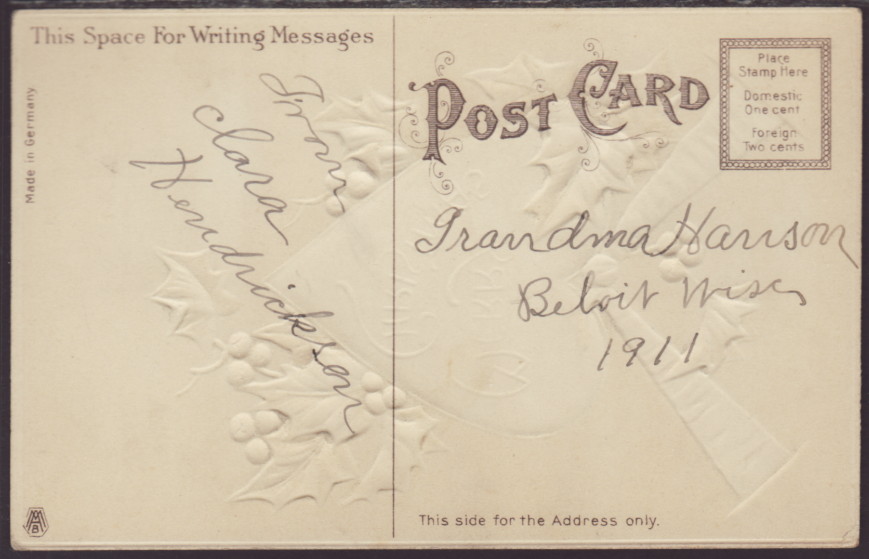 This Space For Writing Messages
Made in Germany
From
Clara
Hendrickson
POST CARD
Place
Stamp Here
Domestic
One cent
Foreign
Two cents
Grandma Hanson
Beloit Wisc
1911
This side for the Address only.